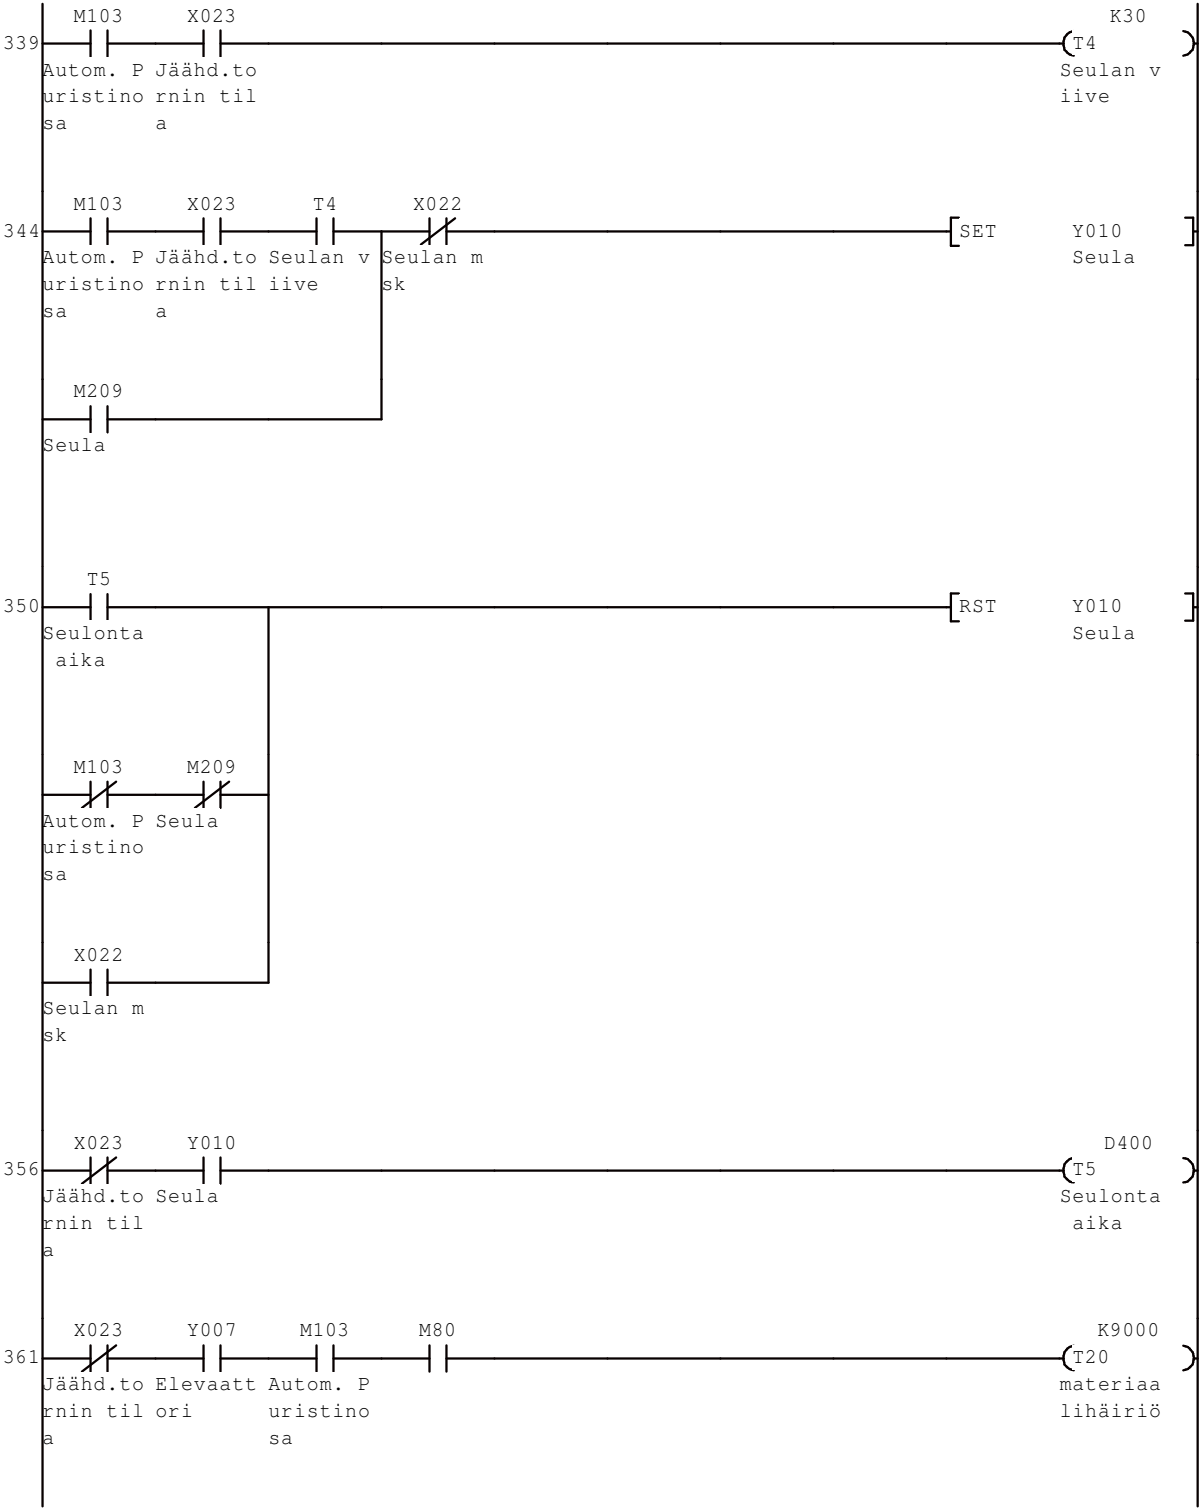 M103 X023 K30
339 T4
Autom. P Jäähd.to Seulan v
uristino rnin til iive
sa a
M103 X023 T4 X022
344 SET Y010
Autom. P Jäähd.to Seulan v Seulan m Seula
uristino rnin til iive sk
sa a
M209
Seula
T5
350 RST Y010
Seulonta Seula
aika
M103 M209
Autom. P Seula
uristino
sa
X022
Seulan m
sk
X023 Y010 D400
356 T5
Jäähd.to Seula Seulonta
rnin til aika
a
X023 Y007 M103 M80 K9000
361 T20
Jäähd.to Elevaatt Autom. P materiaa
rnin til ori uristino lihäiriö
a sa